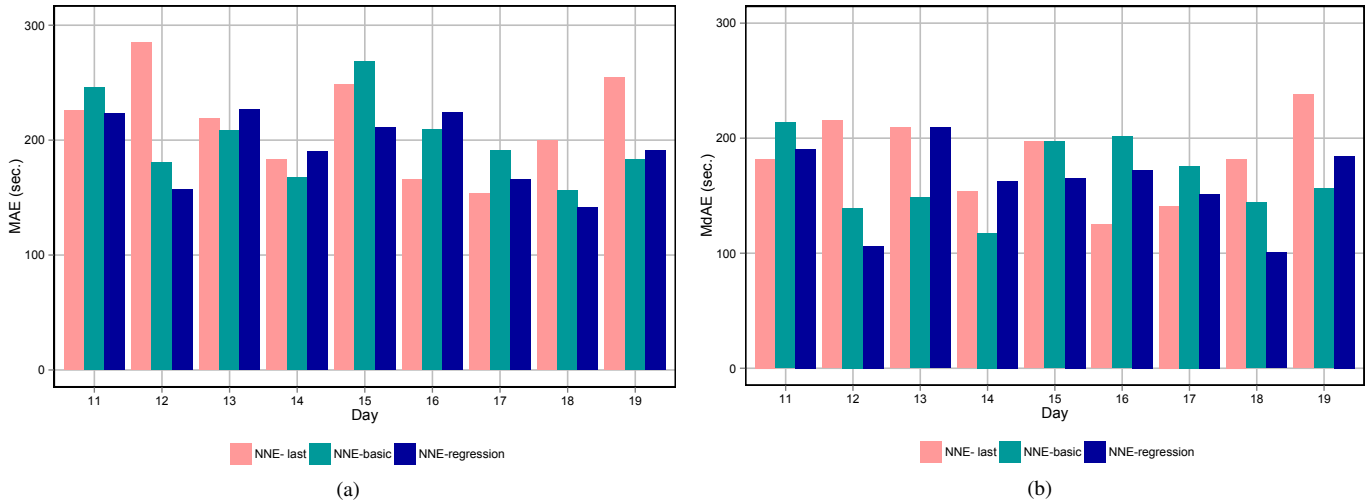 300
200
100
0
MAE (sec.)
11 12 13 14 15 16 17 18 19
Day
NNE- last NNE-basic NNE-regression
(a)
300
200
100
0
MdAE (sec.)
11 12 13 14 15 16 17 18 19
Day
NNE- last NNE-basic NNE-regression
(b)